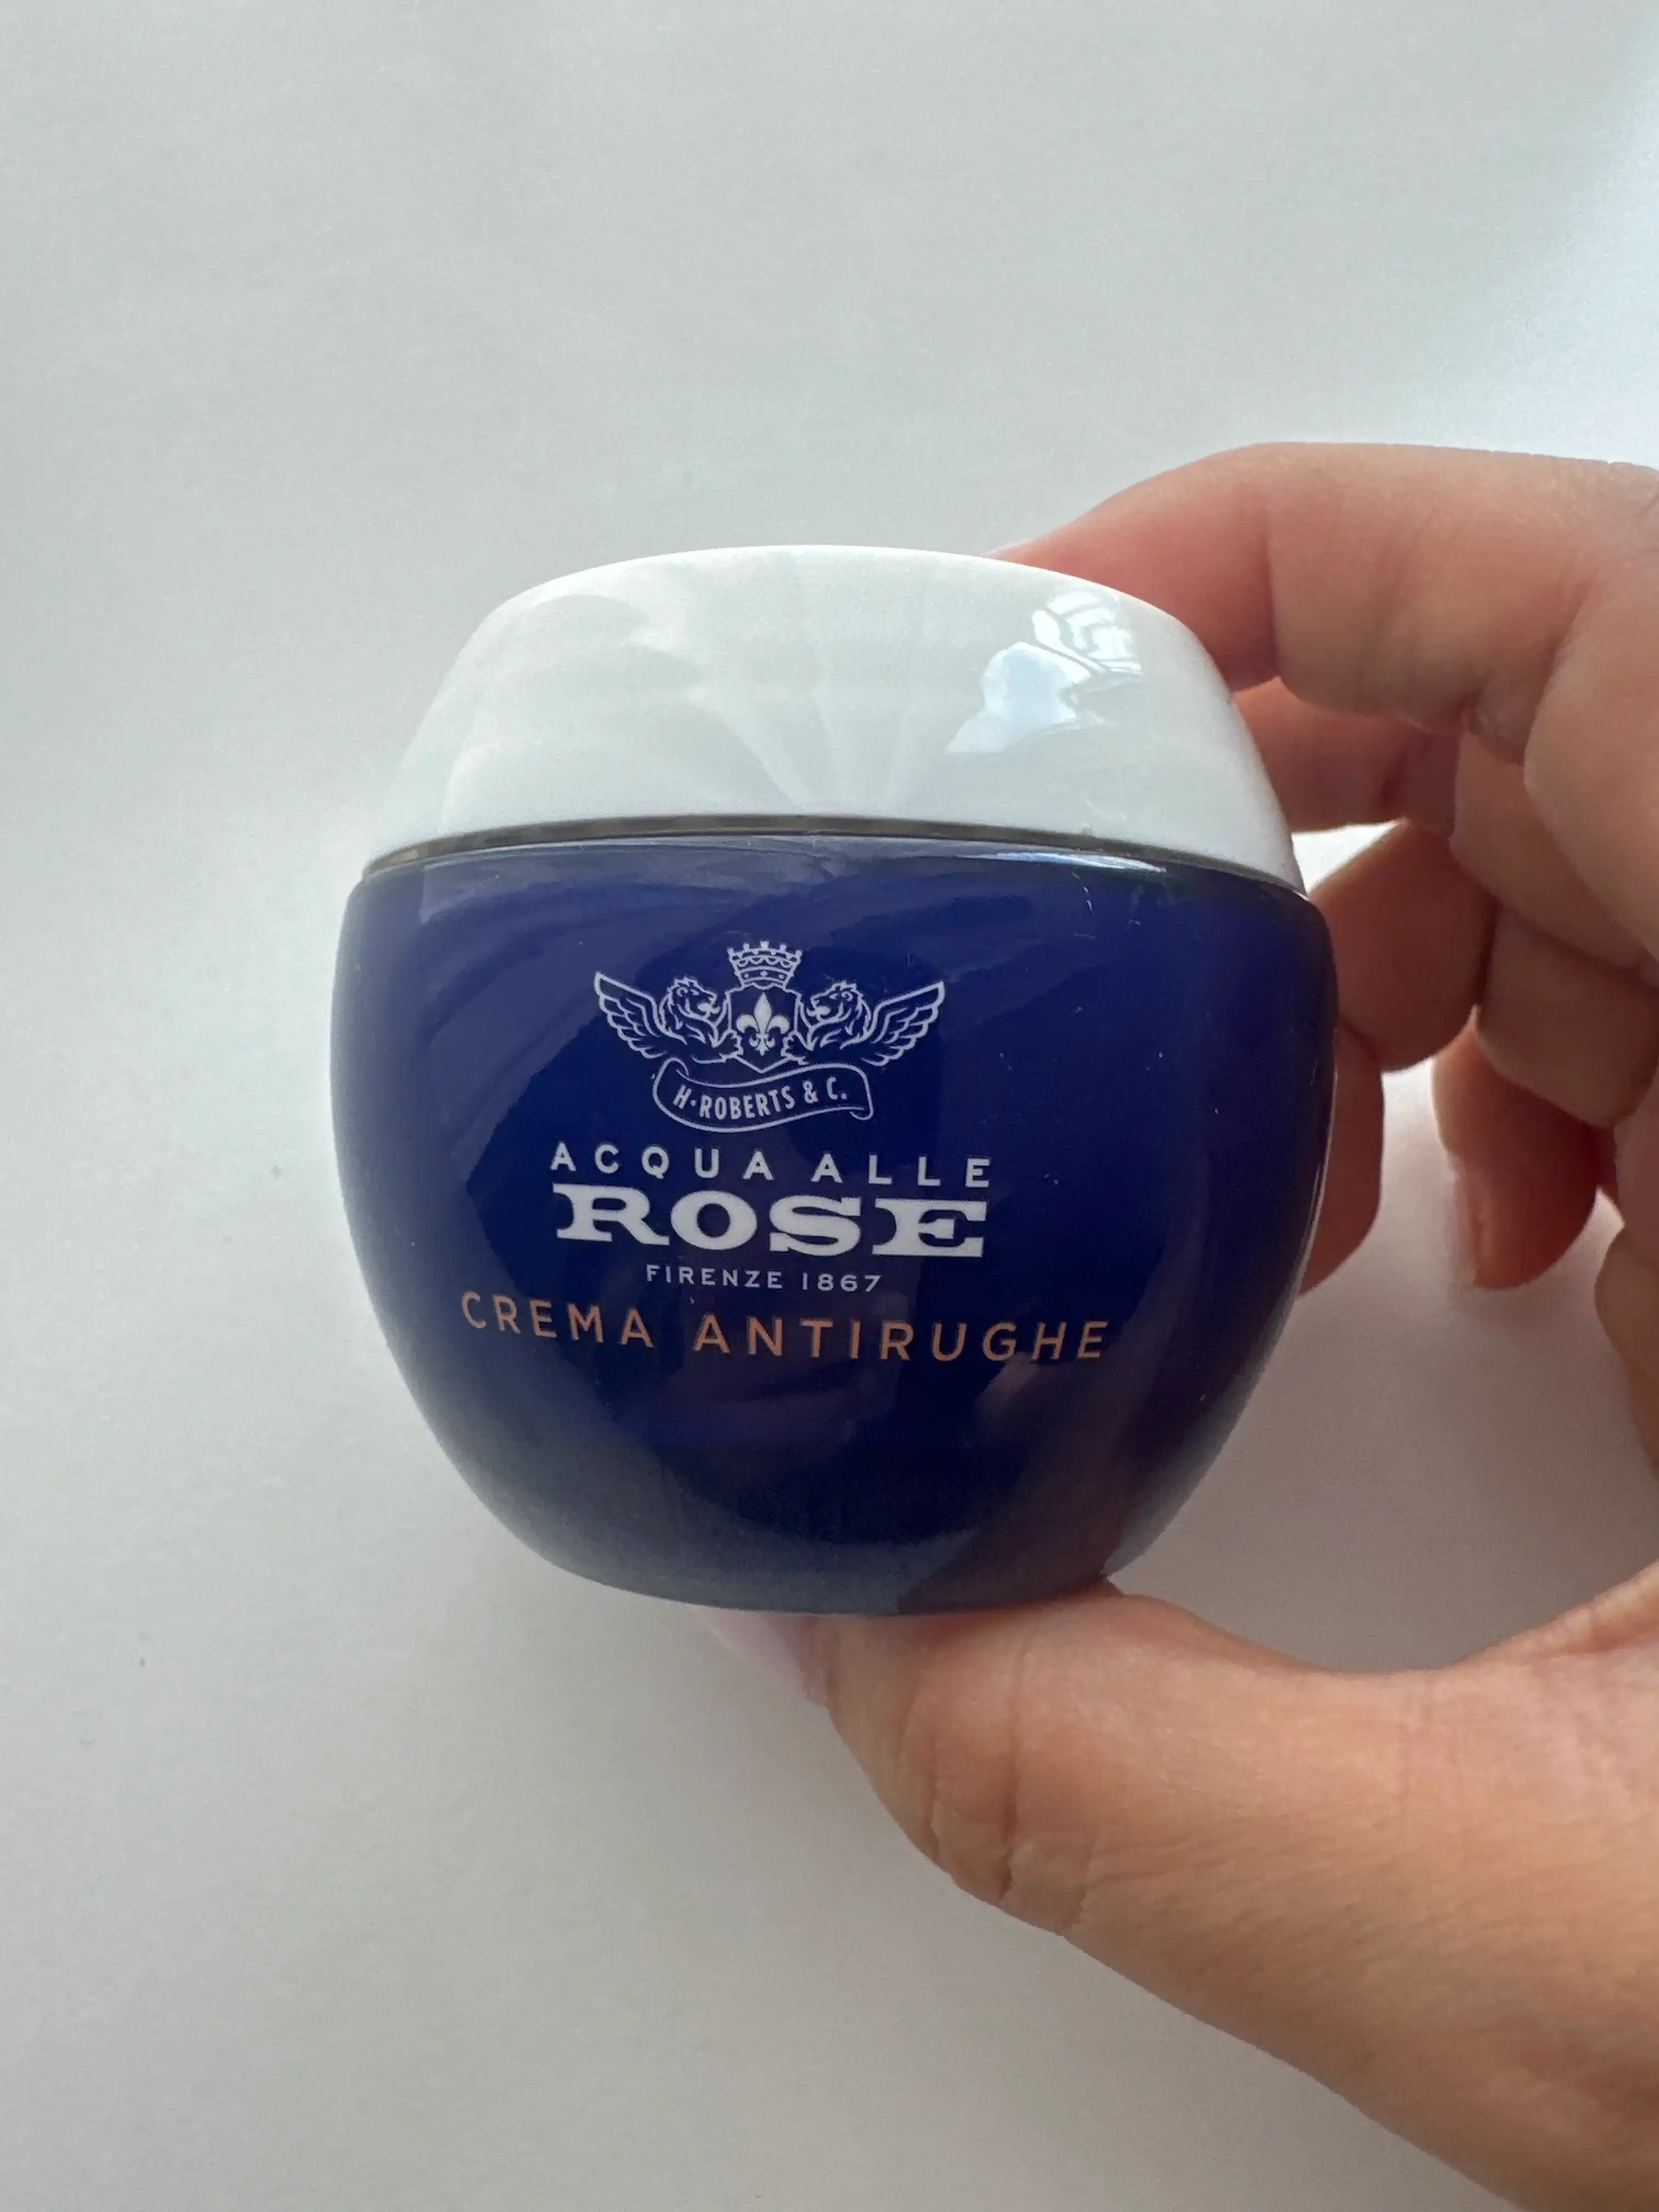 H·ROBERTS & C.
ACQUA ALLE
ROSE
FIRENZE 1867
CREMA ANTIRUGHE